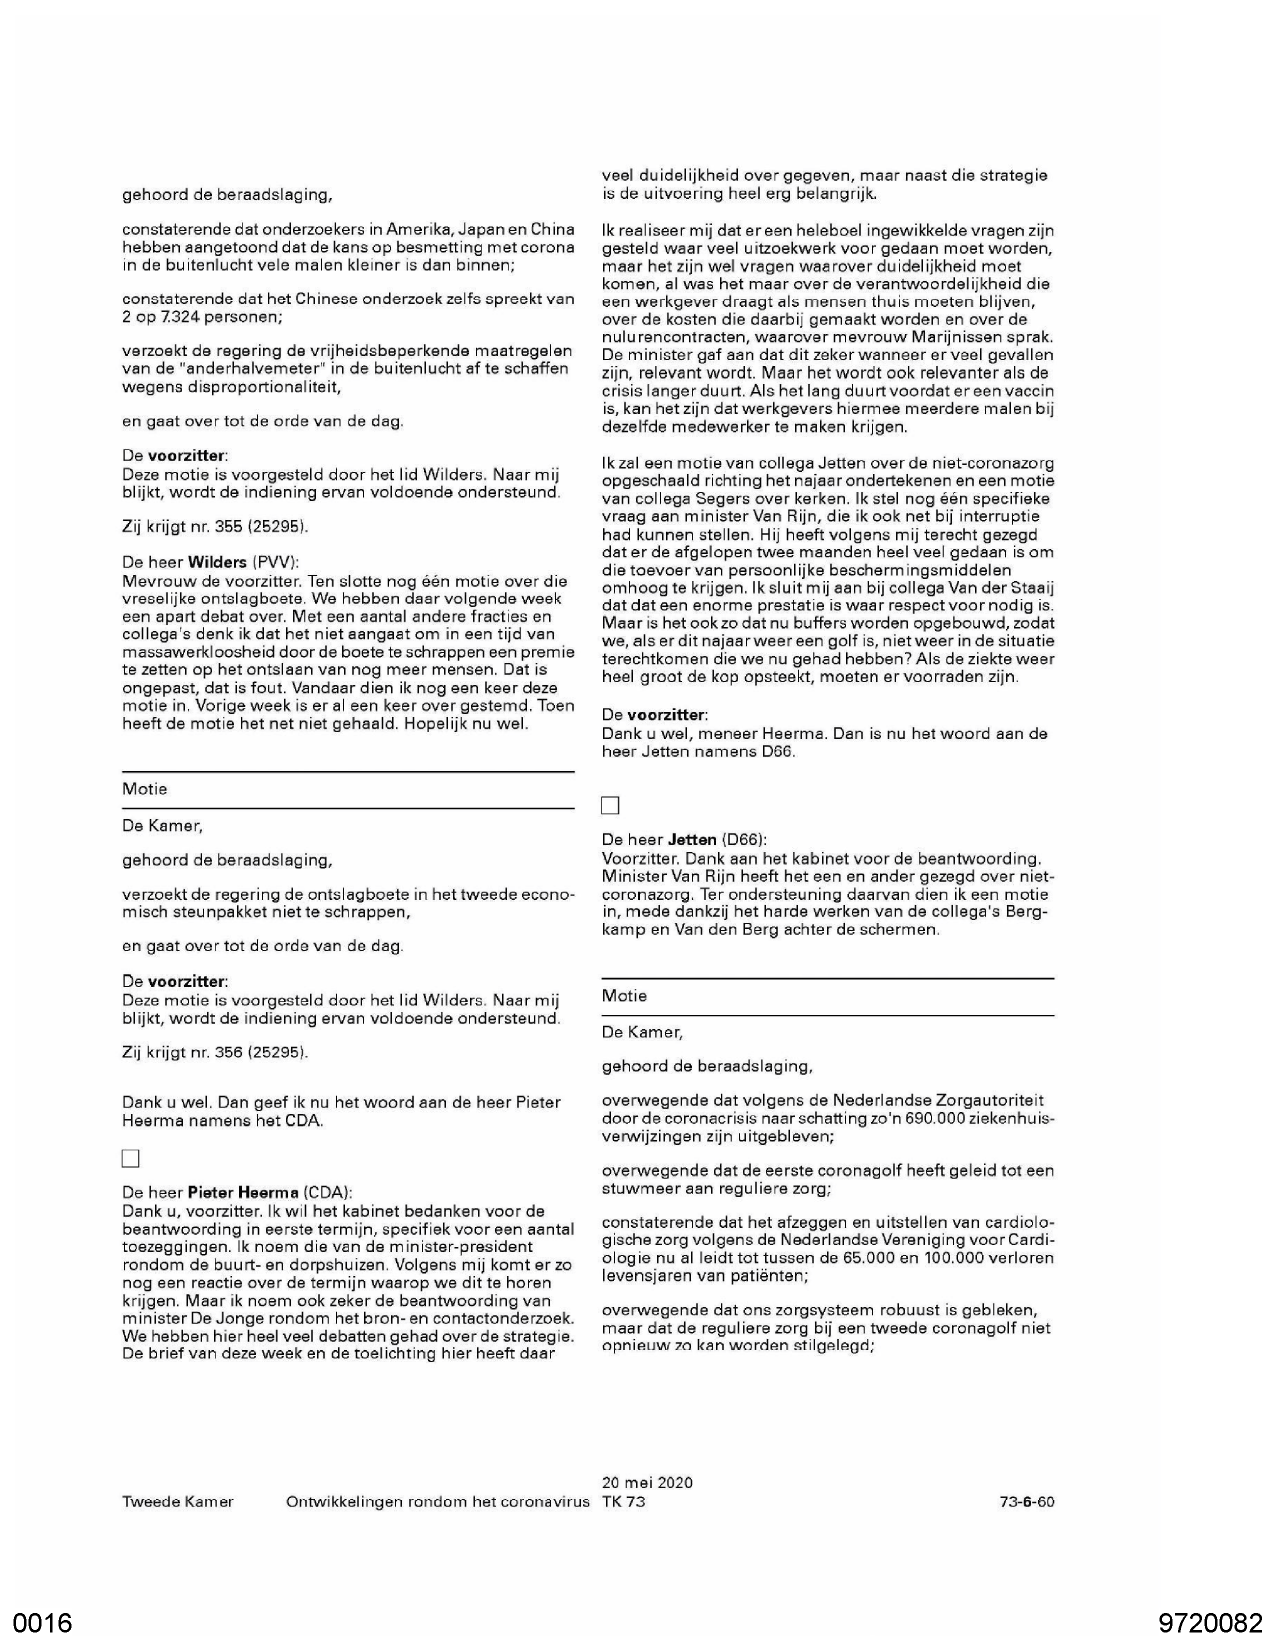 gehoord de beraadslaging,
constaterende dat onderzoekers in Amerika, Japan en China
hebben aangetoond dat de kans op besmetting met corona
in de buitenlucht vele malen kleiner is dan binnen;
constaterende dat het Chinese onderzoek zelfs spreekt van
2 op 7.324 personen;
verzoekt de regering de vrijheidsbeperkende maatregelen
van de "anderhalvemeter" in de buitenlucht af te schaffen
wegens disproportionaliteit,
en gaat over tot de orde van de dag.
De voorzitter:
Deze motie is voorgesteld door het lid Wilders. Naar mij
blijkt, wordt de indiening ervan voldoende ondersteund.
Zij krijgt nr. 355 (25295).
De heer Wilders (PVV):
Mevrouw de voorzitter. Ten slotte nog één motie over die
vreselijke ontslagboete. We hebben daar volgende week
een apart debat over. Met een aantal andere fracties en
collega's denk ik dat het niet aangaat om in een tijd van
massawerkloosheid door de boete te schrappen een premie
te zetten op het ontslaan van nog meer mensen. Dat is
ongepast, dat is fout. Vandaar dien ik nog een keer deze
motie in. Vorige week is er al een keer over gestemd. Toen
heeft de motie het net niet gehaald. Hopelijk nu wel.
Motie
De Kamer,
gehoord de beraadslaging,
verzoekt de regering de ontslagboete in het tweede econo-
misch steunpakket niet te schrappen,
en gaat over tot de orde van de dag.
De voorzitter:
Deze motie is voorgesteld door het lid Wilders. Naar mij
blijkt, wordt de indiening ervan voldoende ondersteund.
Zij krijgt nr. 356 (25295).
Dank u wel. Dan geef ik nu het woord aan de heer Pieter
Heerma namens het CDA.
De heer Pieter Heerma (CDA):
Dank u, voorzitter. Ik wil het kabinet bedanken voor de
beantwoording in eerste termijn, specifiek voor een aantal
toezeggingen. Ik noem die van de minister-president
rondom de buurt- en dorpshuizen. Volgens mij komt er zo
nog een reactie over de termijn waarop we dit te horen
krijgen. Maar ik noem ook zeker de beantwoording van
minister De Jonge rondom het bron- en contactonderzoek.
We hebben hier heel veel debatten gehad over de strategie.
De brief van deze week en de toelichting hier heeft daar
veel duidelijkheid over gegeven, maar naast die strategie
is de uitvoering heel erg belangrijk.
Ik realiseer mij dat er een heleboel ingewikkelde vragen zijn
gesteld waar veel uitzoekwerk voor gedaan moet worden,
maar het zijn wel vragen waarover duidelijkheid moet
komen, al was het maar over de verantwoordelijkheid die
een werkgever draagt als mensen thuis moeten blijven,
over de kosten die daarbij gemaakt worden en over de
nulurencontracten, waarover mevrouw Marijnissen sprak.
De minister gaf aan dat dit zeker wanneer er veel gevallen
zijn, relevant wordt. Maar het wordt ook relevanter als de
crisis langer duurt. Als het lang duurt voordat er een vaccin
is, kan het zijn dat werkgevers hiermee meerdere malen bij
dezelfde medewerker te maken krijgen.
Ik zal een motie van collega Jetten over de niet-coronazorg
opgeschaald richting het najaar ondertekenen en een motie
van collega Segers over kerken. Ik stel nog één specifieke
vraag aan minister Van Rijn, die ik ook net bij interruptie
had kunnen stellen. Hij heeft volgens mij terecht gezegd
dat er de afgelopen twee maanden heel veel gedaan is om
die toevoer van persoonlijke beschermingsmiddelen
omhoog te krijgen. Ik sluit mij aan bij collega Van der Staaij
dat dat een enorme prestatie is waar respect voor nodig is.
Maar is het ook zo dat nu buffers worden opgebouwd, zodat
we, als er dit najaar weer een golf is, niet weer in de situatie
terechtkomen die we nu gehad hebben? Als de ziekte weer
heel groot de kop opsteekt, moeten er voorraden zijn.
De voorzitter:
Dank u wel, meneer Heerma. Dan is nu het woord aan de
heer Jetten namens D66.
De heer Jetten (D66):
Voorzitter. Dank aan het kabinet voor de beantwoording.
Minister Van Rijn heeft het een en ander gezegd over niet-
coronazorg. Ter ondersteuning daarvan dien ik een motie
in, mede dankzij het harde werken van de collega's Berg-
kamp en Van den Berg achter de schermen.
Motie
De Kamer,
gehoord de beraadslaging,
overwegende dat volgens de Nederlandse Zorgautoriteit
door de coronacrisis naar schatting zo'n 690.000 ziekenhuis-
verwijzingen zijn uitgebleven;
overwegende dat de eerste coronagolf heeft geleid tot een
stuwmeer aan reguliere zorg;
constaterende dat het afzeggen en uitstellen van cardiolo-
gische zorg volgens de Nederlandse Vereniging voor Cardi-
ologie nu al leidt tot tussen de 65.000 en 100.000 verloren
levensjaren van patiënten;
overwegende dat ons zorgsysteem robuust is gebleken,
maar dat de reguliere zorg bij een tweede coronagolf niet
opnieuw zo kan worden stilgelegd;
20 mei 2020
Tweede Kamer Ontwikkelingen rondom het coronavirus TK 73 73-6-60
0016 9720082